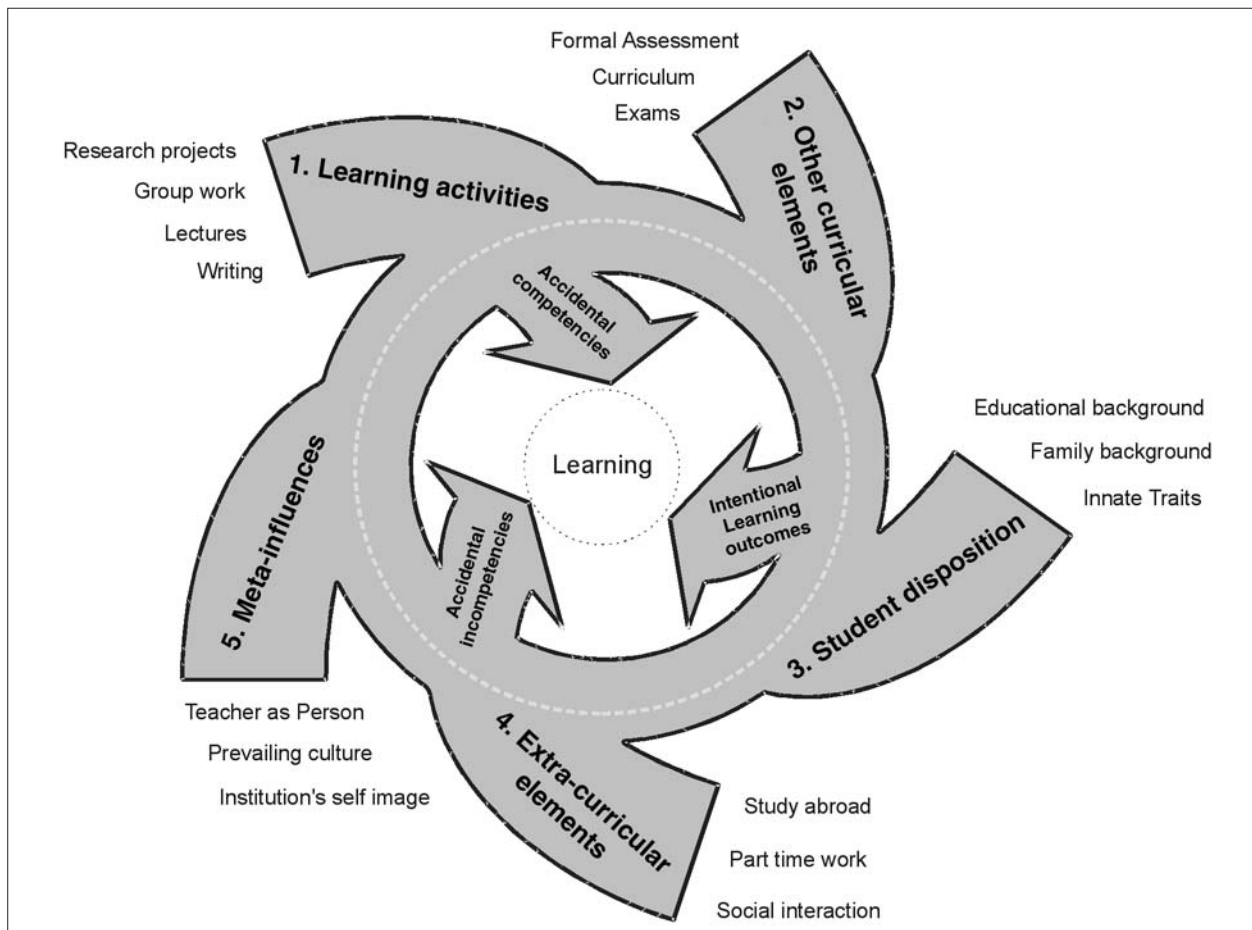 Formal Assessment
Curriculum
Exams
Research projects
Group work
Lectures
Writing
1. Learning activities
2. Other curricular
elements
Educational background
Family background
Innate Traits
3. Student disposition
Study abroad
Part time work
Social interaction
4. Extra-curricular
elements
Teacher as Person
Prevailing culture
Institution's self image
5. Meta-influences
Accidental
competencies
Intentional
Learning
outcomes
Accidental
incompetencies
Learning